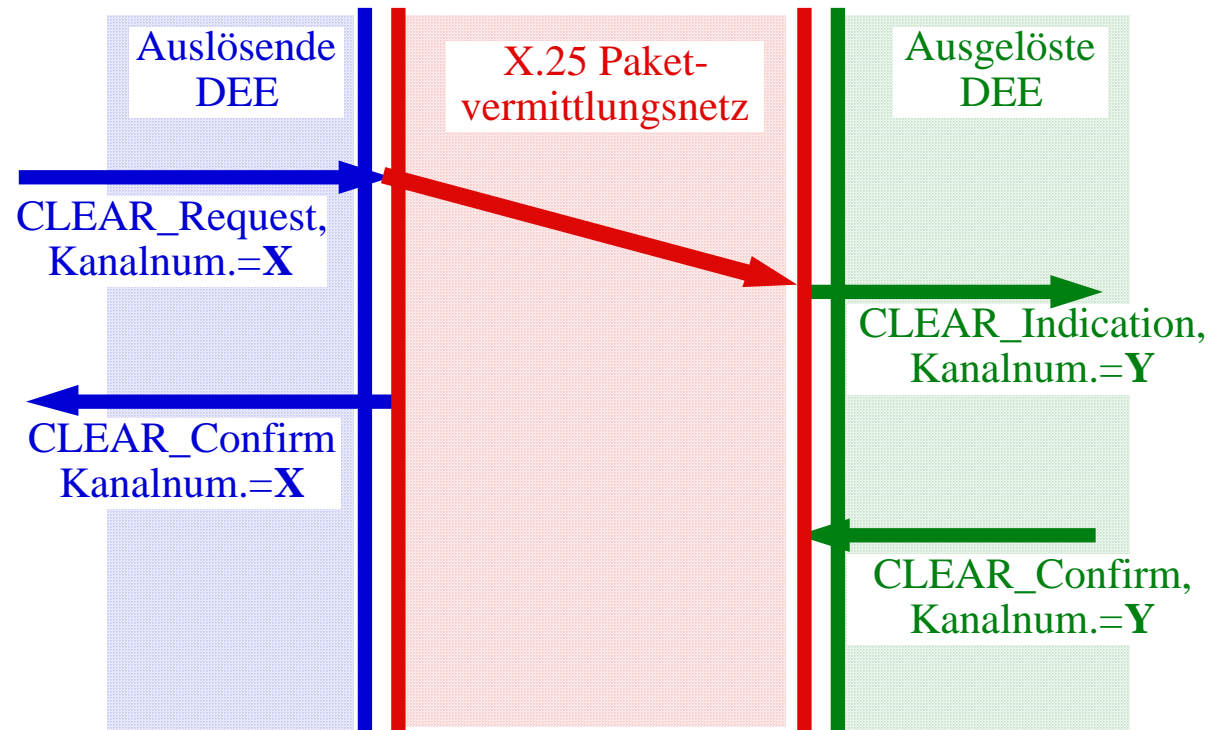 Auslösende
DEE
X.25 Paket-
vermittlungsnetz
Ausgelöste
DEE
CLEAR_Request,
Kanalnum.=X
CLEAR_Indication,
Kanalnum.=Y
CLEAR_Confirm
Kanalnum.=X
CLEAR_Confirm,
Kanalnum.=Y